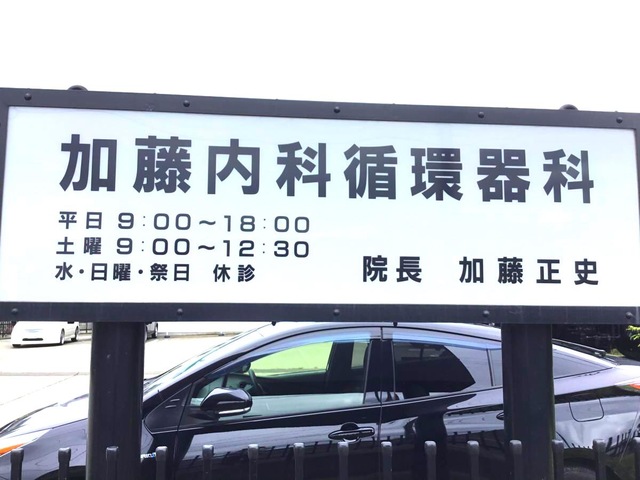 加藤内科循環器科
平日 9:00〜18:00
土曜 9:00〜12:30
水・日曜・祭日 休診
院長 加藤正史